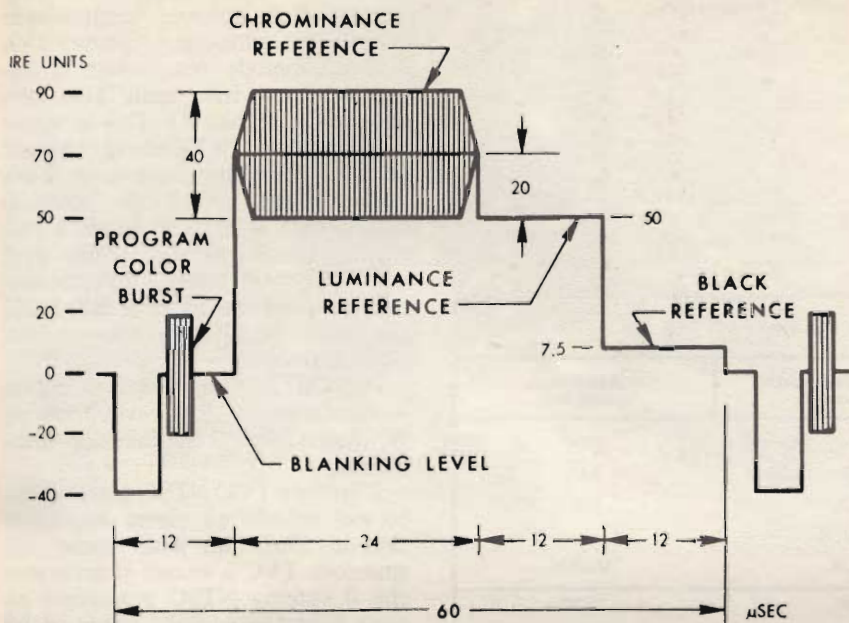 CHROMINANCE
REFERENCE
IRE UNITS
90
70
50
20
0
-20
-40
40
20
50
PROGRAM
COLOR
BURST
LUMINANCE
REFERENCE
BLACK
REFERENCE
7.5
BLANKING LEVEL
12
24
12
12
60
µSEC